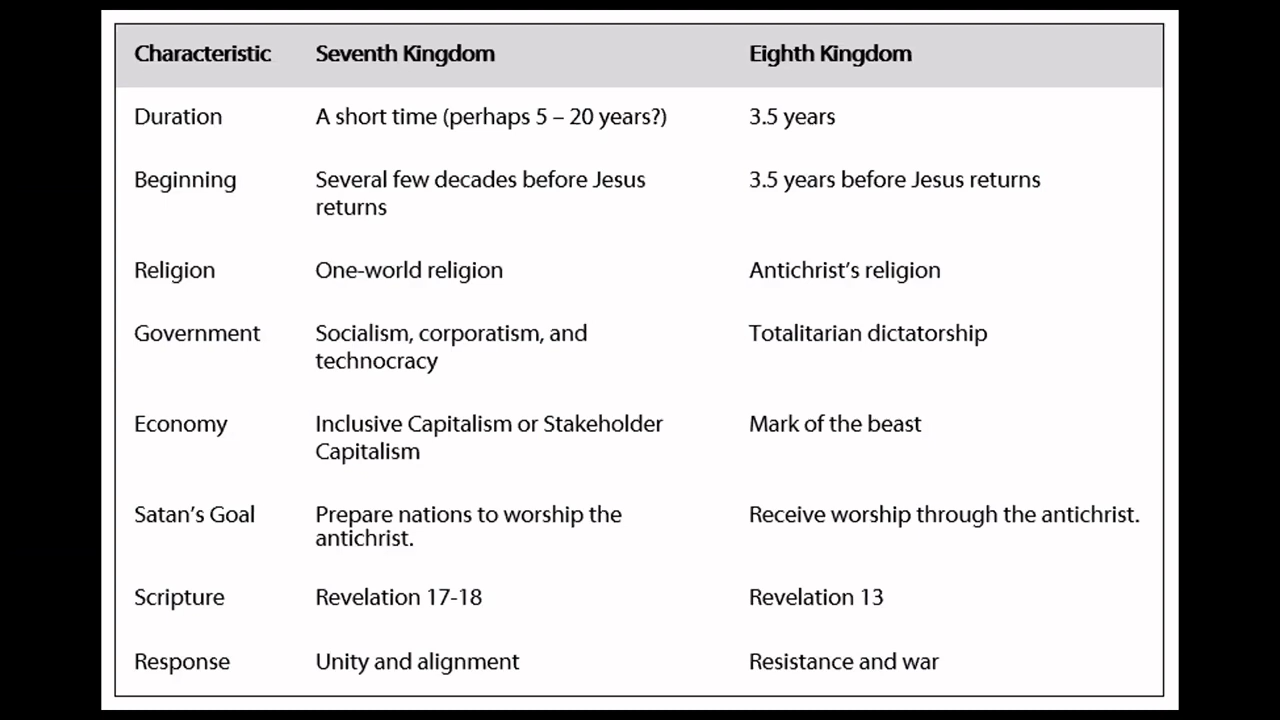 Characteristic Seventh Kingdom Eighth Kingdom
Duration A short time (perhaps 5 – 20 years?) 3.5 years
Beginning Several few decades before Jesus 3.5 years before Jesus returns
returns
Religion One-world religion Antichrist’s religion
Government Socialism, corporatism, and Totalitarian dictatorship
technocracy
Economy Inclusive Capitalism or Stakeholder Mark of the beast
Capitalism
Satan’s Goal Prepare nations to worship the Receive worship through the antichrist.
antichrist.
Scripture Revelation 17-18 Revelation 13
Response Unity and alignment Resistance and war